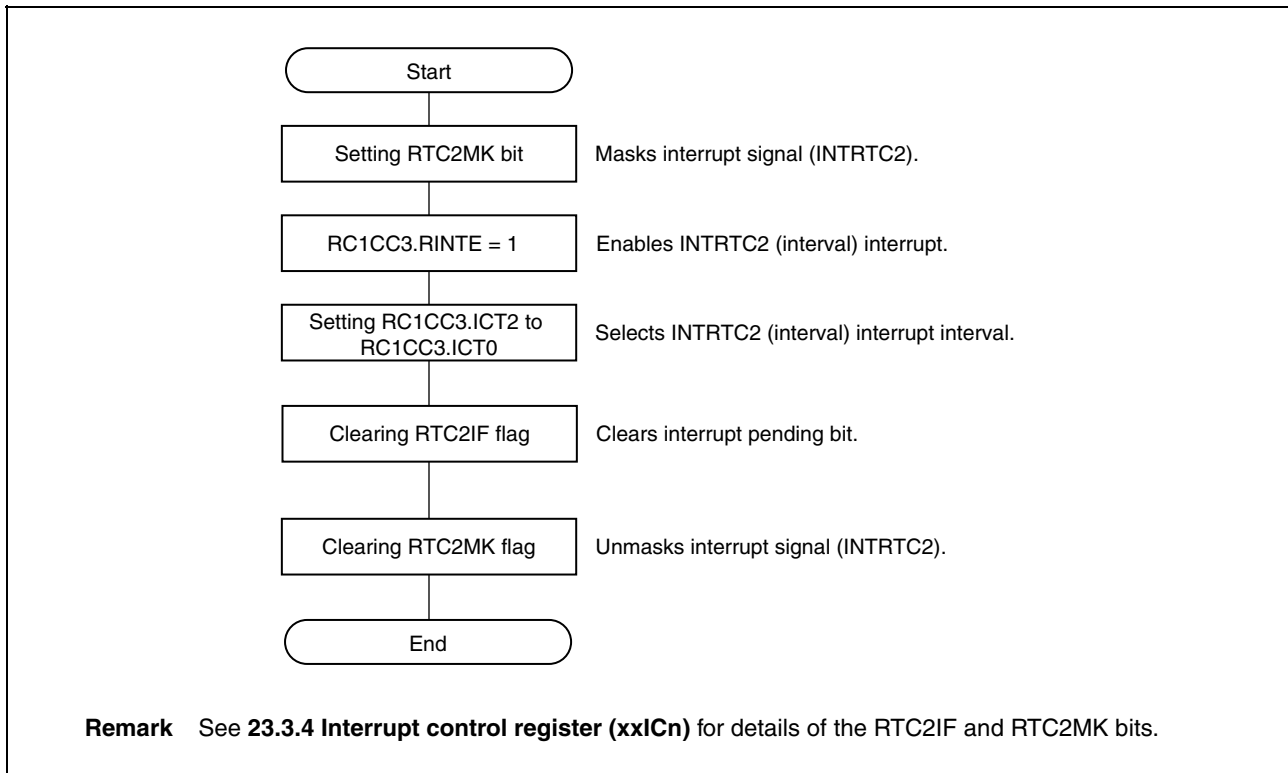 Start
Setting RTC2MK bit
Masks interrupt signal (INTRTC2).
RC1CC3.RINTE = 1
Enables INTRTC2 (interval) interrupt.
Setting RC1CC3.ICT2 to
RC1CC3.ICT0
Selects INTRTC2 (interval) interrupt interval.
Clearing RTC2IF flag
Clears interrupt pending bit.
Clearing RTC2MK flag
Unmasks interrupt signal (INTRTC2).
End
Remark See 23.3.4 Interrupt control register (xxICn) for details of the RTC2IF and RTC2MK bits.